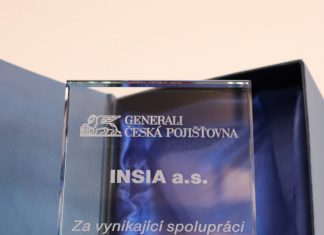 GENERALI
ČESKÁ POJIŠŤOVNA
INSIA a.s.
Za vynikající spolupráci